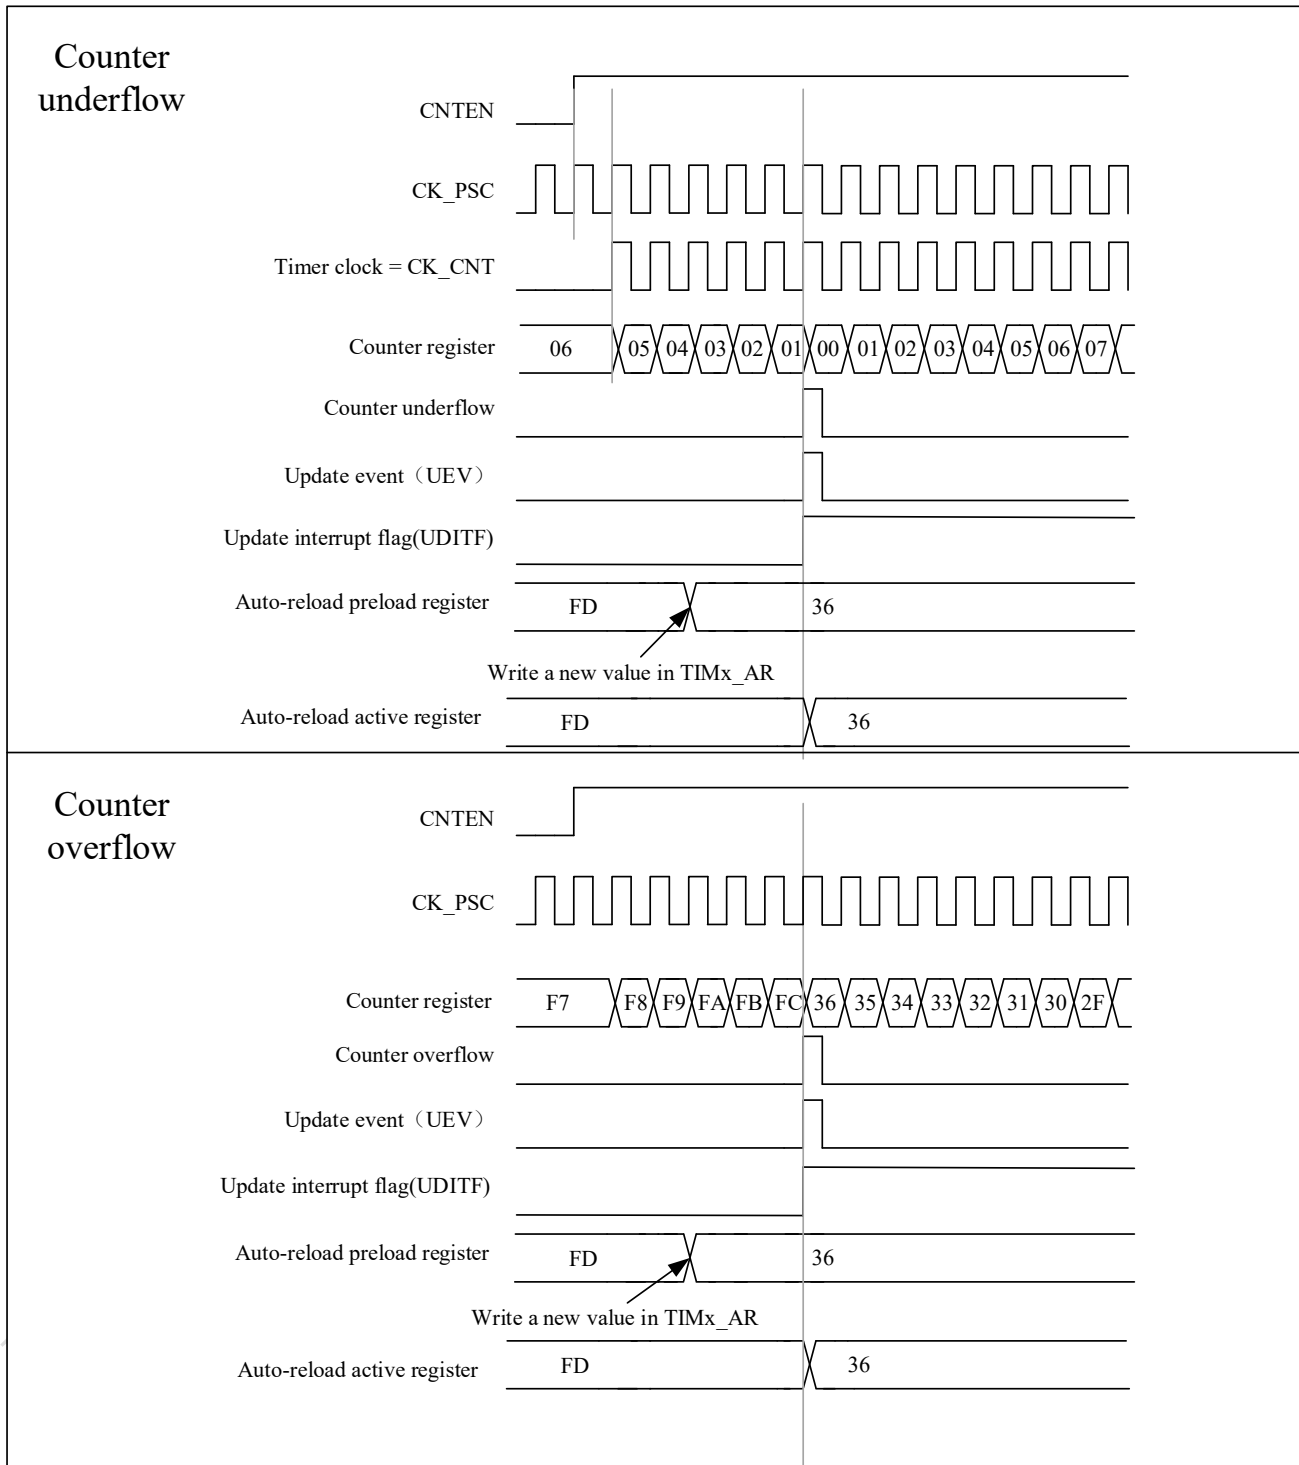 Counter
underflow
CNTEN
CK_PSC
Timer clock = CK_CNT
Counter register 06 05 04 03 02 01 00 01 02 03 04 05 06 07
Counter underflow
Update event（UEV）
Update interrupt flag(UDITF)
Auto-reload preload register FD 36
Write a new value in TIMx_AR
Auto-reload active register FD 36
Counter
overflow
CNTEN
CK_PSC
Counter register F7 F8 F9 FA FB FC 36 35 34 33 32 31 30 2F
Counter overflow
Update event（UEV）
Update interrupt flag(UDITF)
Auto-reload preload register FD 36
Write a new value in TIMx_AR
Auto-reload active register FD 36